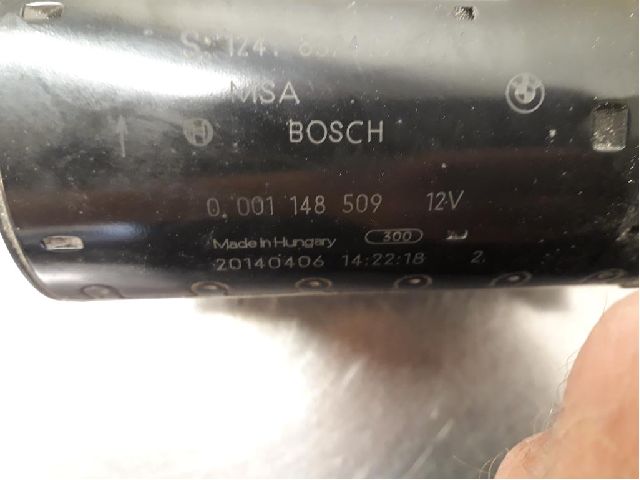 MSA
BOSCH
0 001 148 509 12V
Made in Hungary 300
20140406 14:22:18 2